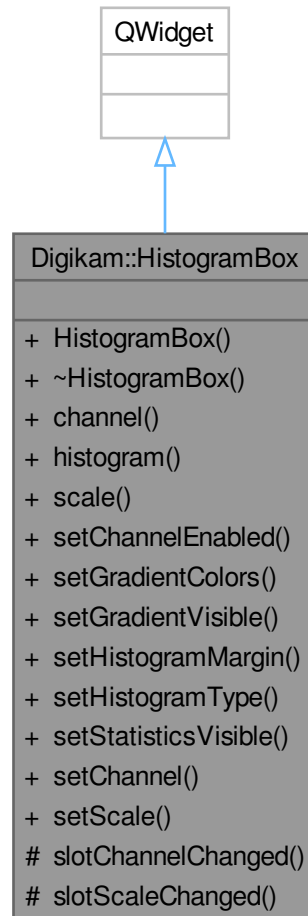 QWidget
Digikam::HistogramBox
+ HistogramBox()
+ ~HistogramBox()
+ channel()
+ histogram()
+ scale()
+ setChannelEnabled()
+ setGradientColors()
+ setGradientVisible()
+ setHistogramMargin()
+ setHistogramType()
+ setStatisticsVisible()
+ setChannel()
+ setScale()
# slotChannelChanged()
# slotScaleChanged()